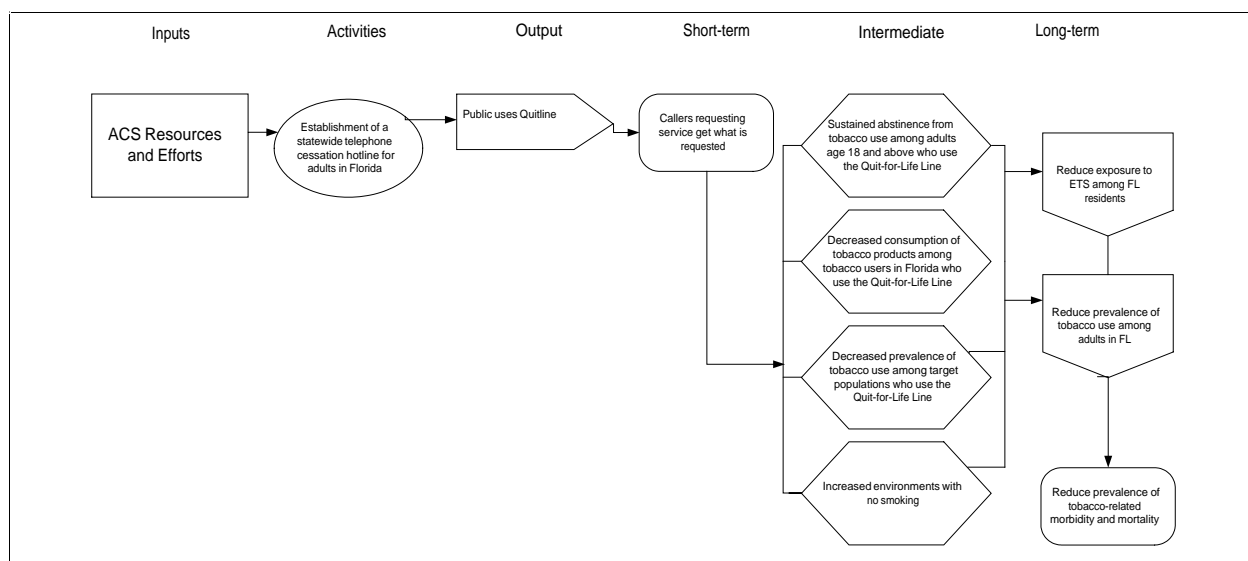 Inputs
Activities
Output
Short-term
Intermediate
Long-term
ACS Resources
and Efforts
Establishment of a
statewide telephone
cessation hotline for
adults in Florida
Public uses Quitline
Callers requesting
service get what is
requested
Sustained abstinence from
tobacco use among adults
age 18 and above who use
the Quit-for-Life Line
Decreased consumption of
tobacco products among
tobacco users in Florida who
use the Quit-for-Life Line
Decreased prevalence of
tobacco use among target
populations who use the
Quit-for-Life Line
Increased environments with
no smoking
Reduce exposure to
ETS among FL
residents
Reduce prevalence of
tobacco use among
adults in FL
Reduce prevalence of
tobacco-related
morbidity and mortality